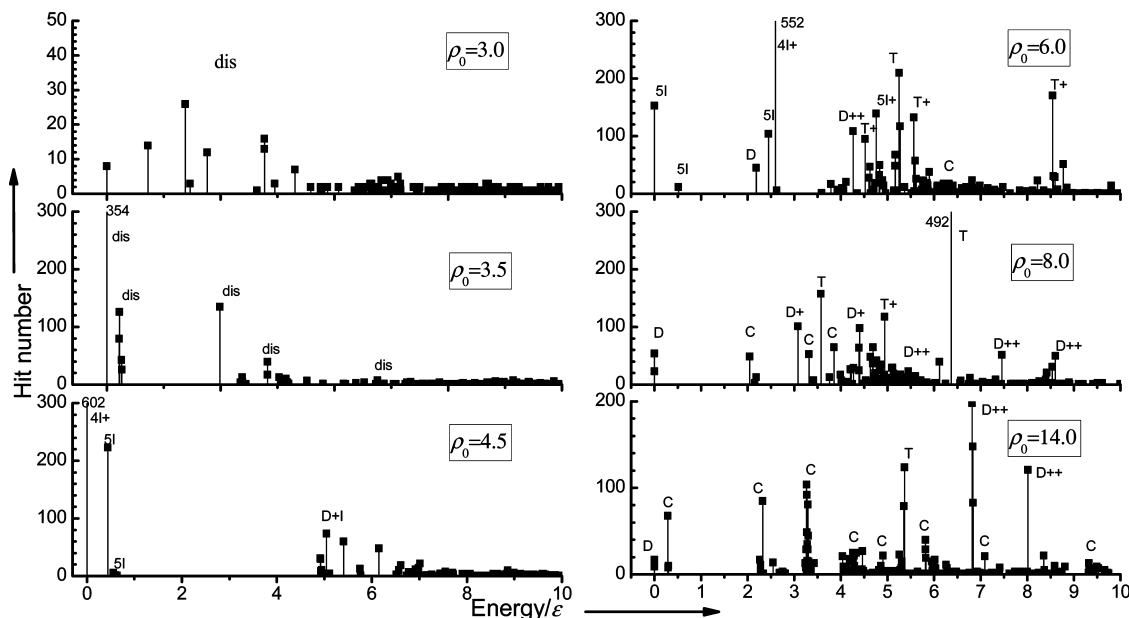 50
40
30
20
10
0
dis
ρ0=3.0
300
200
100
0
354
dis
dis
dis
dis
dis
ρ0=3.5
300
200
100
0
602
4I+
5I
5I
D+I
ρ0=4.5
0 2 4 6 8 10
300
200
100
0
5I
5I
D
5I
552
4I+
D++
T+
5I+
T
T+
C
T+
ρ0=6.0
300
200
100
0
D
C
D+
C
T
C
D+
T+
D++
492
T
D++
D++
ρ0=8.0
200
100
0
D
C
C
C
C
C
T
C
D++
C
D++
C
ρ0=14.0
0 1 2 3 4 5 6 7 8 9 10
Hit number
Energy/ε